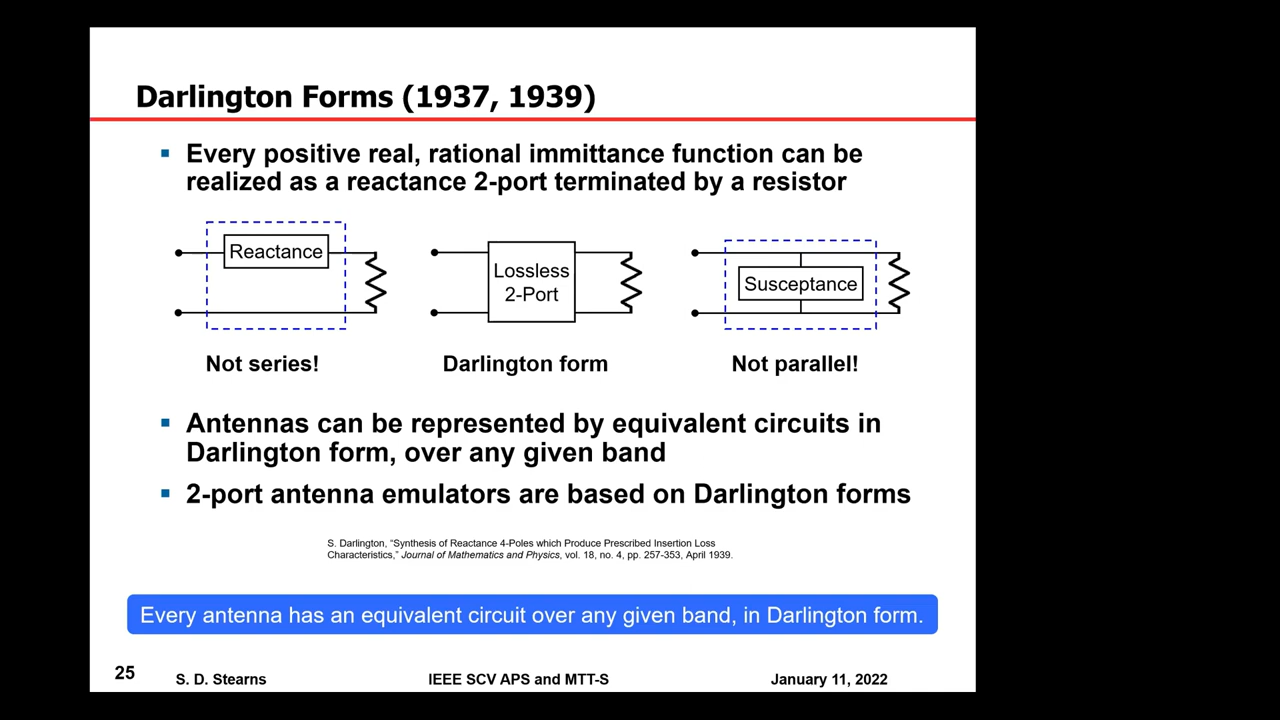 Darlington Forms (1937, 1939)
▪ Every positive real, rational immittance function can be
realized as a reactance 2-port terminated by a resistor
Reactance
Lossless
2-Port
Susceptance
Not series!
Darlington form
Not parallel!
▪ Antennas can be represented by equivalent circuits in
Darlington form, over any given band
▪ 2-port antenna emulators are based on Darlington forms
S. Darlington, "Synthesis of Reactance 4-Poles which Produce Prescribed Insertion Loss
Characteristics," Journal of Mathematics and Physics, vol. 18, no. 4, pp. 257-353, April 1939.
Every antenna has an equivalent circuit over any given band, in Darlington form.
25 S. D. Stearns IEEE SCV APS and MTT-S January 11, 2022